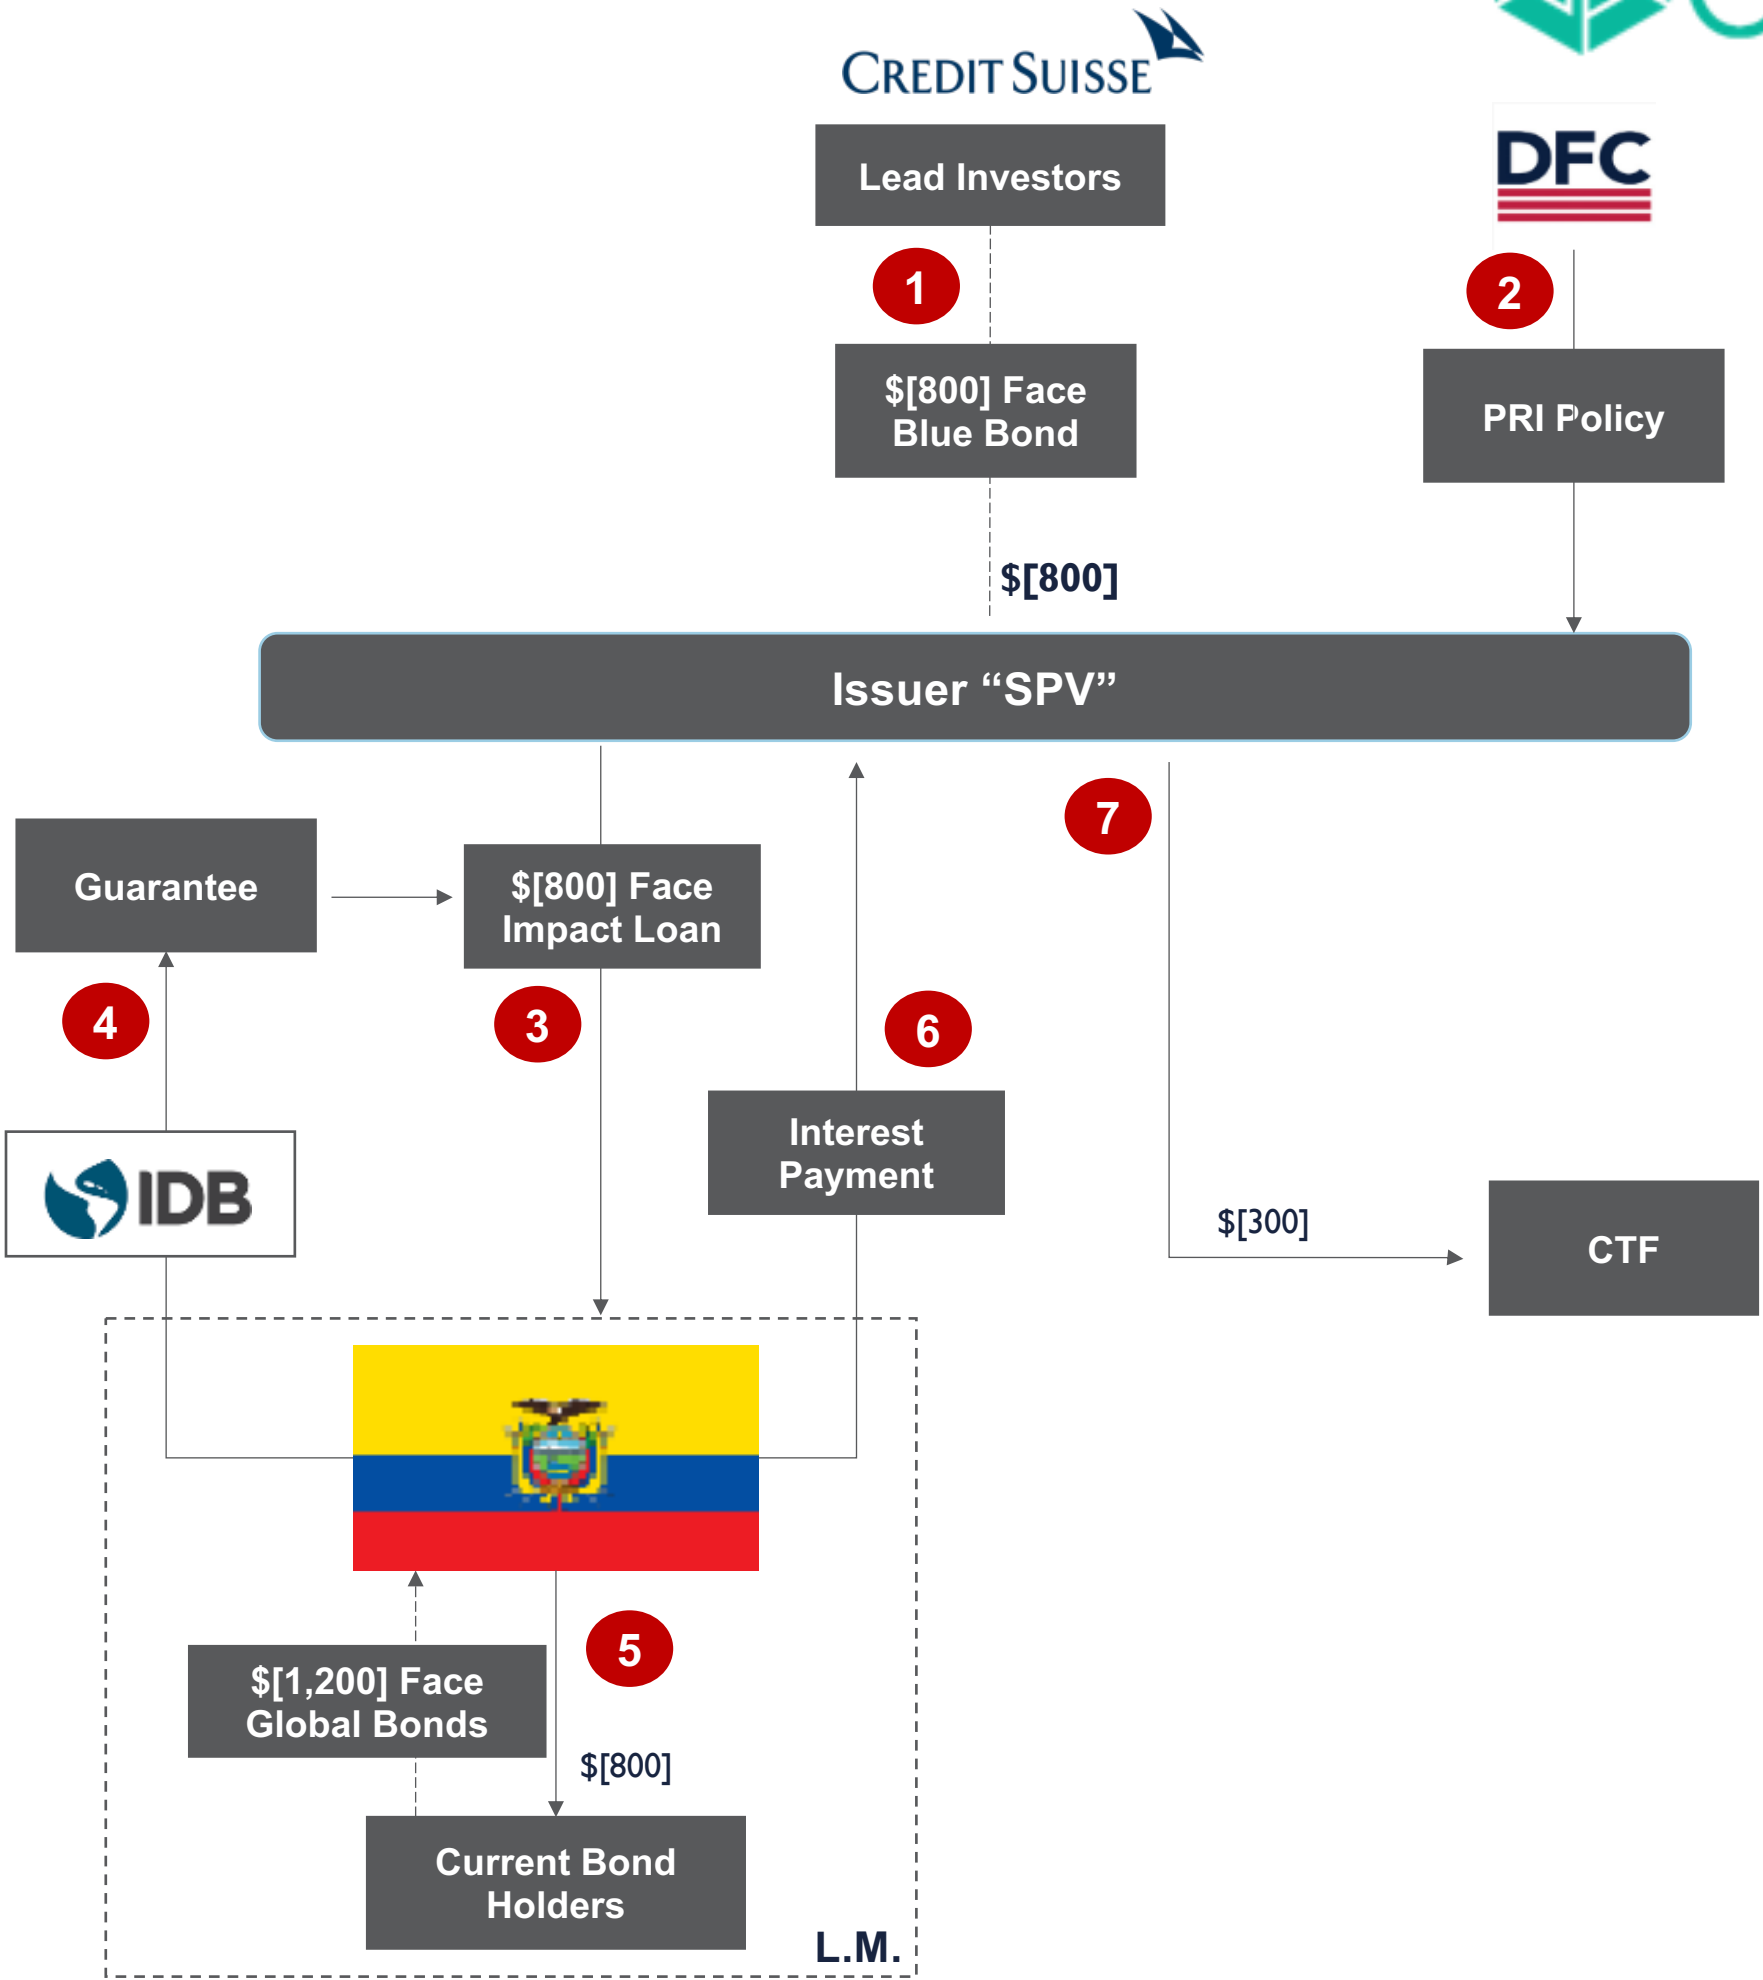 CREDIT SUISSE
DFC
Lead Investors
1
2
$[800] Face
Blue Bond
PRI Policy
$[800]
Issuer “SPV”
7
Guarantee
$[800] Face
Impact Loan
4
3
6
Interest
Payment
IDB
$[300]
CTF
5
$[1,200] Face
Global Bonds
$[800]
Current Bond
Holders
L.M.